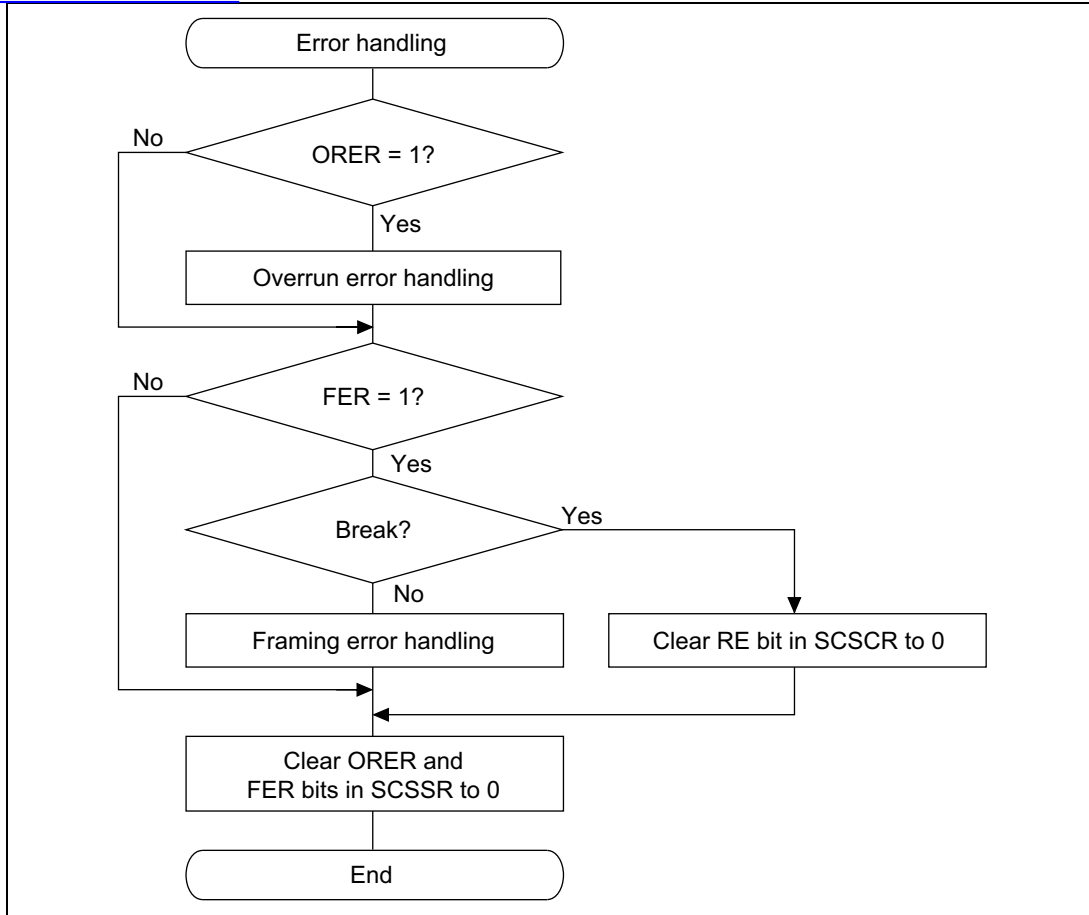 Error handling
No
ORER = 1?
Yes
Overrun error handling
No
FER = 1?
Yes
Break?
Yes
No
Framing error handling
Clear RE bit in SCSCR to 0
Clear ORER and
FER bits in SCSSR to 0
End